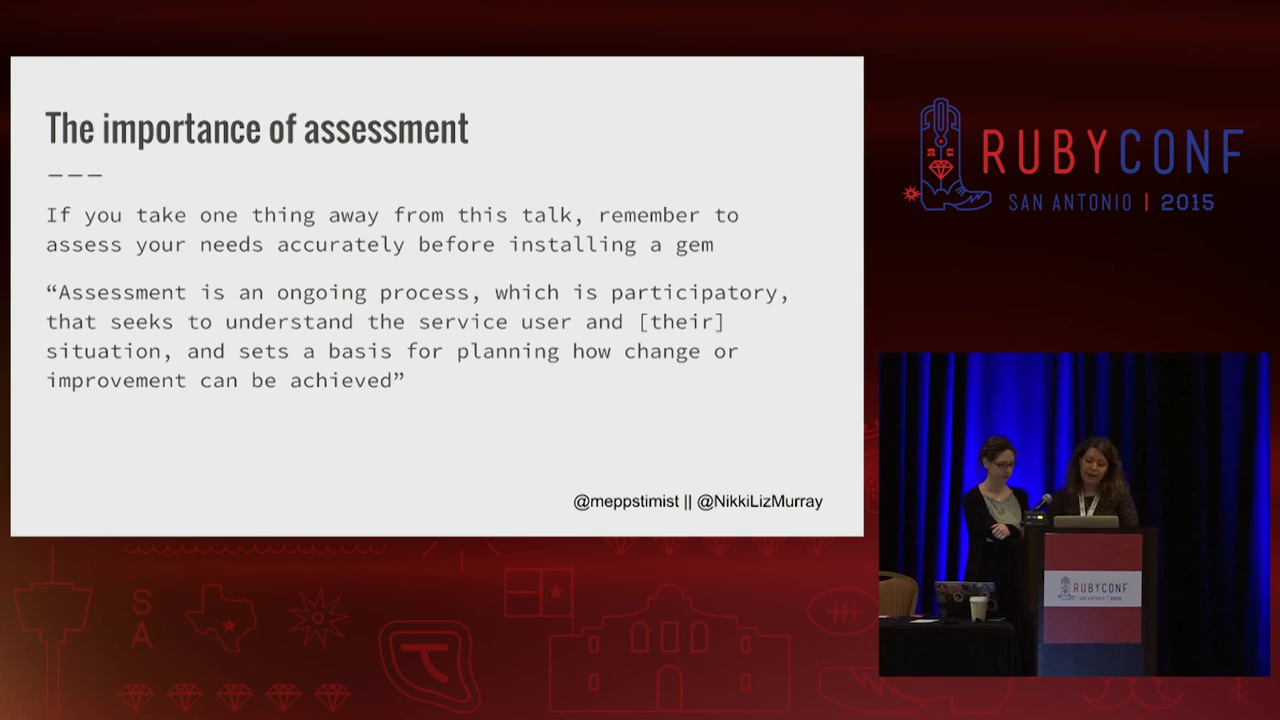 The importance of assessment
If you take one thing away from this talk, remember to
assess your needs accurately before installing a gem
“Assessment is an ongoing process, which is participatory,
that seeks to understand the service user and [their]
situation, and sets a basis for planning how change or
improvement can be achieved”
@meppstimist || @NikkiLizMurray
RUBYCONF
SAN ANTONIO | 2015
RUBYCONF
SAN ANTONIO | 2015
S
A